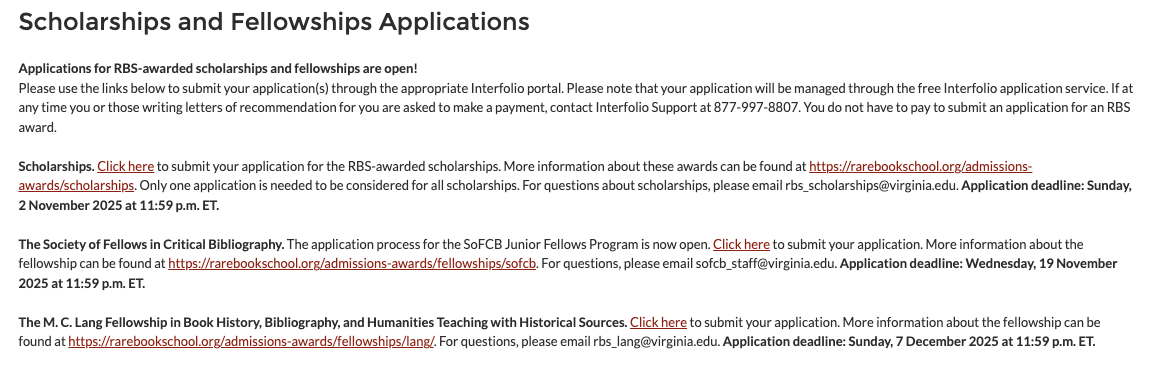 Scholarships and Fellowships Applications
Applications for RBS-awarded scholarships and fellowships are open!
Please use the links below to submit your application(s) through the appropriate Interfolio portal. Please note that your application will be managed through the free Interfolio application service. If at
any time you or those writing letters of recommendation for you are asked to make a payment, contact Interfolio Support at 877-997-8807. You do not have to pay to submit an application for an RBS
award.
Scholarships. Click here to submit your application for the RBS-awarded scholarships. More information about these awards can be found at https://rarebookschool.org/admissions-
awards/scholarships. Only one application is needed to be considered for all scholarships. For questions about scholarships, please email rbs_scholarships@virginia.edu. Application deadline: Sunday,
2 November 2025 at 11:59 p.m. ET.
The Society of Fellows in Critical Bibliography. The application process for the SoFCB Junior Fellows Program is now open. Click here to submit your application. More information about the
fellowship can be found at https://rarebookschool.org/admissions-awards/fellowships/sofcb. For questions, please email sofcb_staff@virginia.edu. Application deadline: Wednesday, 19 November
2025 at 11:59 p.m. ET.
The M. C. Lang Fellowship in Book History, Bibliography, and Humanities Teaching with Historical Sources. Click here to submit your application. More information about the fellowship can be
found at https://rarebookschool.org/admissions-awards/fellowships/lang/. For questions, please email rbs_lang@virginia.edu. Application deadline: Sunday, 7 December 2025 at 11:59 p.m. ET.